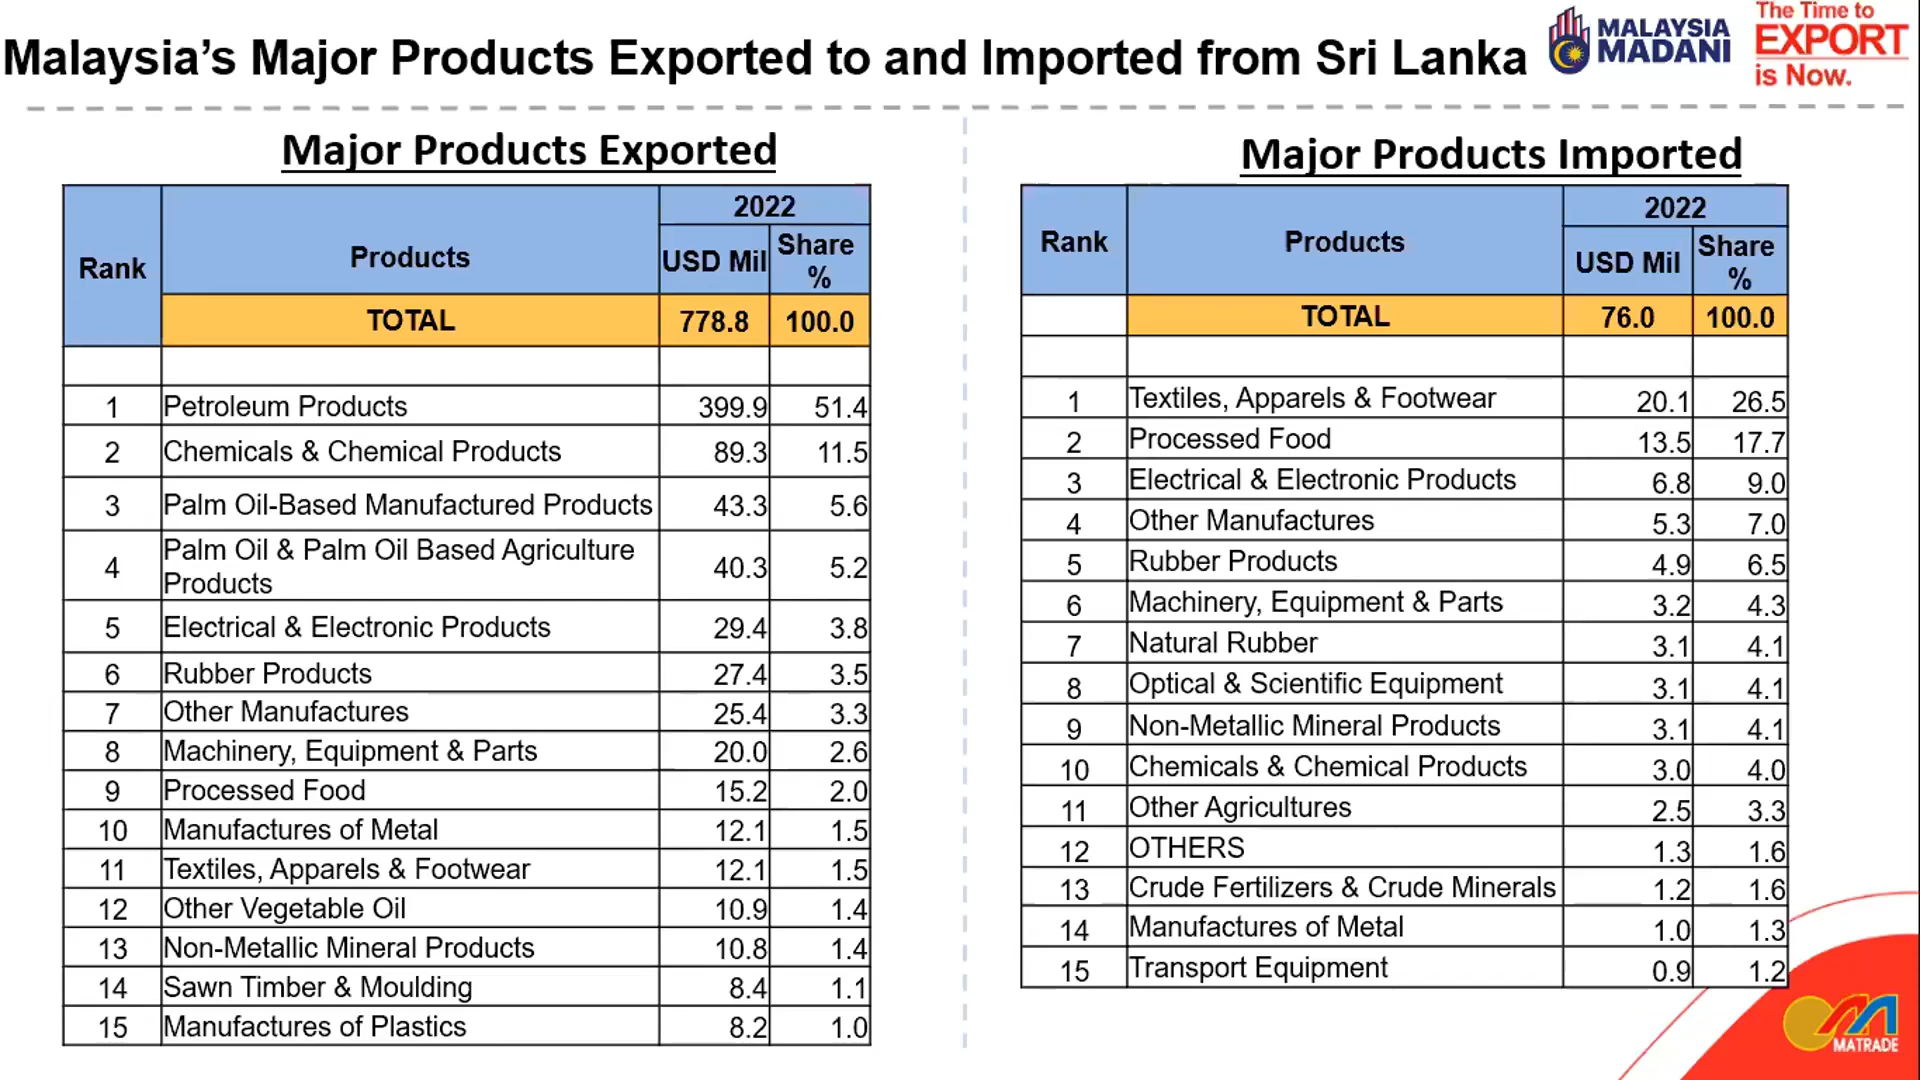 Malaysia's Major Products Exported to and Imported from Sri Lanka
MALAYSIA
MADANI
The Time to
EXPORT
is Now.
Major Products Exported
Rank Products 2022
USD Mil Share %
TOTAL 778.8 100.0
1 Petroleum Products 399.9 51.4
2 Chemicals & Chemical Products 89.3 11.5
3 Palm Oil-Based Manufactured Products 43.3 5.6
4 Palm Oil & Palm Oil Based Agriculture Products 40.3 5.2
5 Electrical & Electronic Products 29.4 3.8
6 Rubber Products 27.4 3.5
7 Other Manufactures 25.4 3.3
8 Machinery, Equipment & Parts 20.0 2.6
9 Processed Food 15.2 2.0
10 Manufactures of Metal 12.1 1.5
11 Textiles, Apparels & Footwear 12.1 1.5
12 Other Vegetable Oil 10.9 1.4
13 Non-Metallic Mineral Products 10.8 1.4
14 Sawn Timber & Moulding 8.4 1.1
15 Manufactures of Plastics 8.2 1.0
Major Products Imported
Rank Products 2022
USD Mil Share %
TOTAL 76.0 100.0
1 Textiles, Apparels & Footwear 20.1 26.5
2 Processed Food 13.5 17.7
3 Electrical & Electronic Products 6.8 9.0
4 Other Manufactures 5.3 7.0
5 Rubber Products 4.9 6.5
6 Machinery, Equipment & Parts 3.2 4.3
7 Natural Rubber 3.1 4.1
8 Optical & Scientific Equipment 3.1 4.1
9 Non-Metallic Mineral Products 3.1 4.1
10 Chemicals & Chemical Products 3.0 4.0
11 Other Agricultures 2.5 3.3
12 OTHERS 1.3 1.6
13 Crude Fertilizers & Crude Minerals 1.2 1.6
14 Manufactures of Metal 1.0 1.3
15 Transport Equipment 0.9 1.2
MATRADE